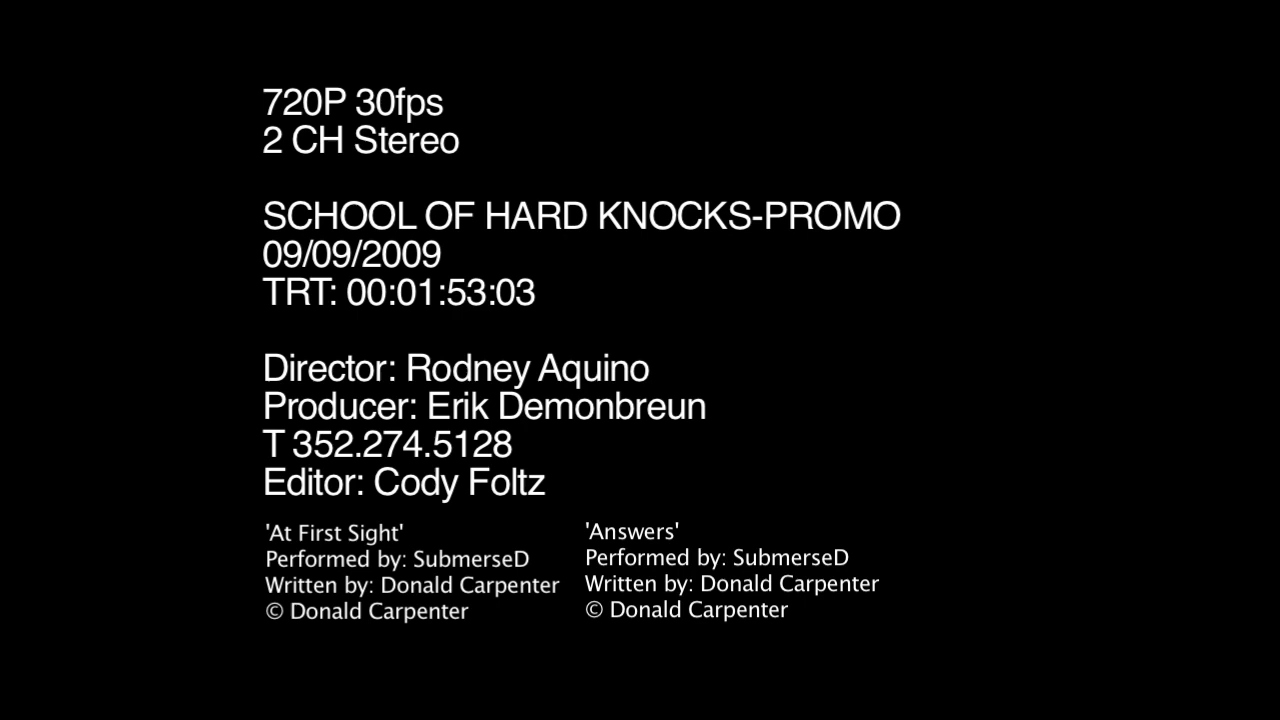 720P 30fps
2 CH Stereo
SCHOOL OF HARD KNOCKS-PROMO
09/09/2009
TRT: 00:01:53:03
Director: Rodney Aquino
Producer: Erik Demonbreun
T 352.274.5128
Editor: Cody Foltz
'At First Sight'
Performed by: SubmerseD
Written by: Donald Carpenter
© Donald Carpenter
'Answers'
Performed by: SubmerseD
Written by: Donald Carpenter
© Donald Carpenter